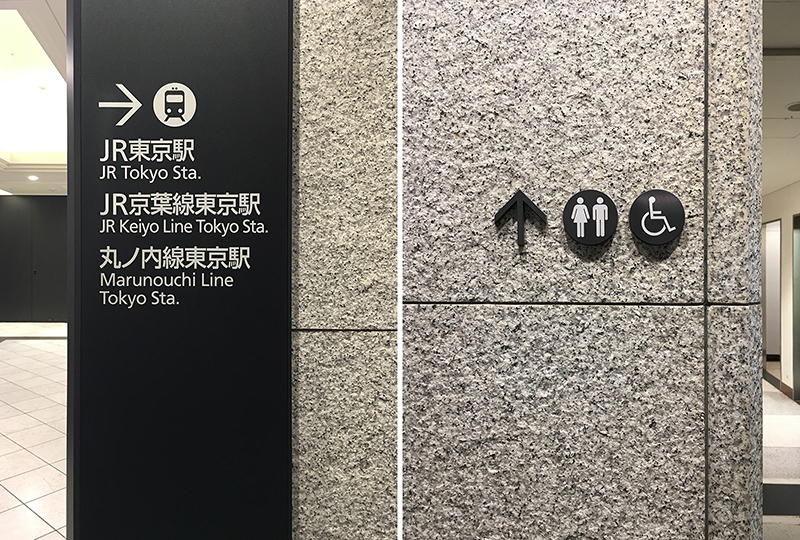 JR東京駅
JR Tokyo Sta.
JR京葉線東京駅
JR Keiyo Line Tokyo Sta.
丸ノ内線東京駅
Marunouchi Line
Tokyo Sta.